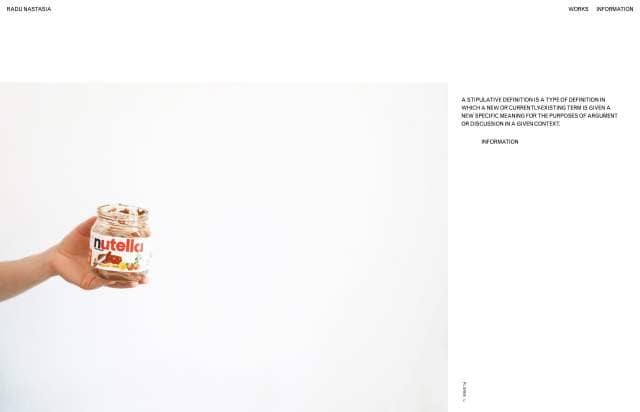 RADU NASTASIA
WORKS
INFORMATION
A STIPULATIVE DEFINITION IS A TYPE OF DEFINITION IN
WHICH A NEW OR CURRENTLY-EXISTING TERM IS GIVEN A
NEW SPECIFIC MEANING FOR THE PURPOSES OF ARGUMENT
OR DISCUSSION IN A GIVEN CONTEXT.
INFORMATION
nutella